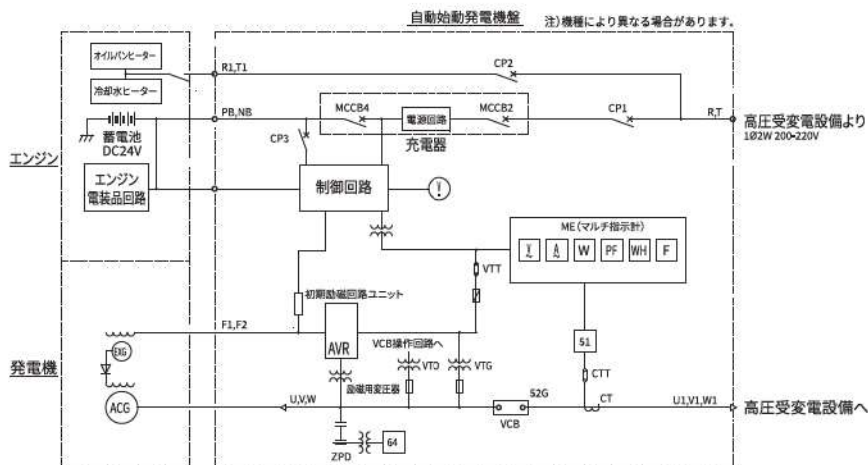 自動始動発電機盤
注)機種により異なる場合があります。
オイルパンヒーター
冷却水ヒーター
R1,T1
CP2
PB,NB
MCCB4
電源回路
MCCB2
CP1
R,T
高圧受変電設備より
1Ø2W 200-220V
蓄電池
DC24V
CP3
充電器
エンジン
エンジン
電装品回路
制御回路
V
ME(マルチ指示計)
V
A
W
PF
WH
F
VTT
初期励磁回路ユニット
F1,F2
AVR
VCB操作回路へ
51
EXG
VTO
VTG
CTT
発電機
励磁用変圧器
52G
ACG
U,V,W
VCB
CT
U1,V1,W1
高圧受変電設備へ
ZPD
64